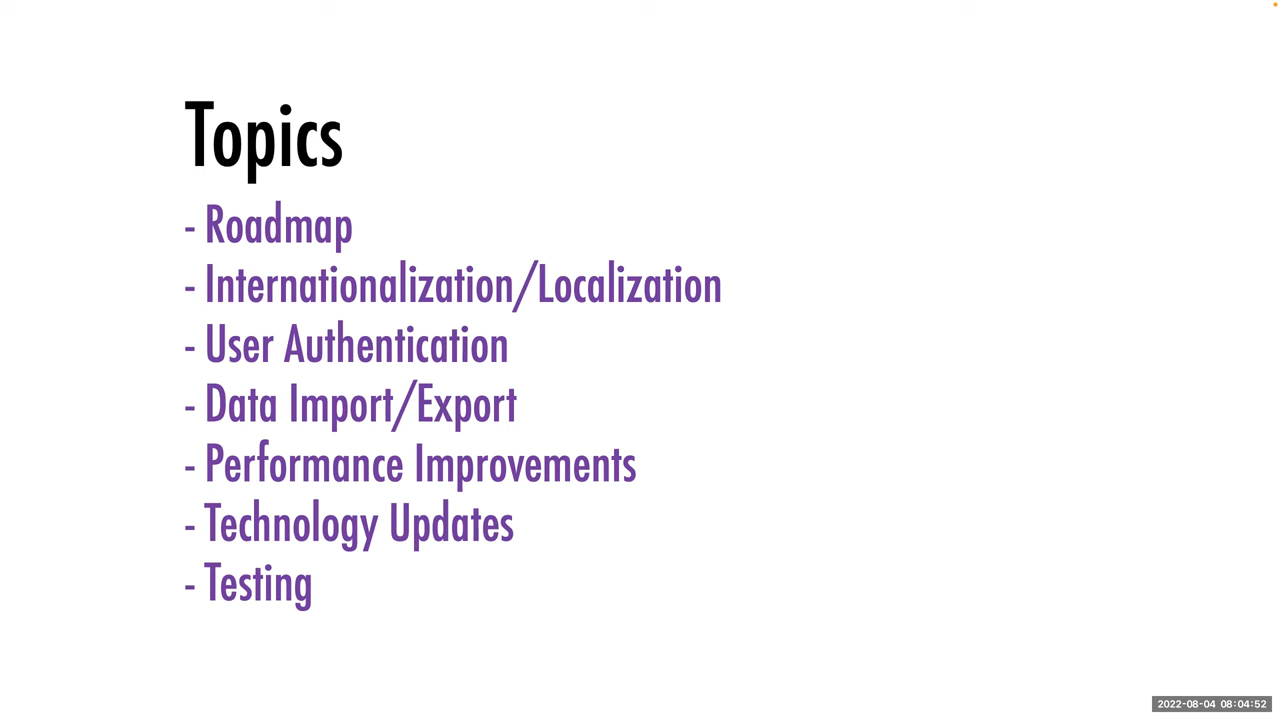 Topics
- Roadmap
- Internationalization/Localization
- User Authentication
- Data Import/Export
- Performance Improvements
- Technology Updates
- Testing
2022-08-04 08:04:52